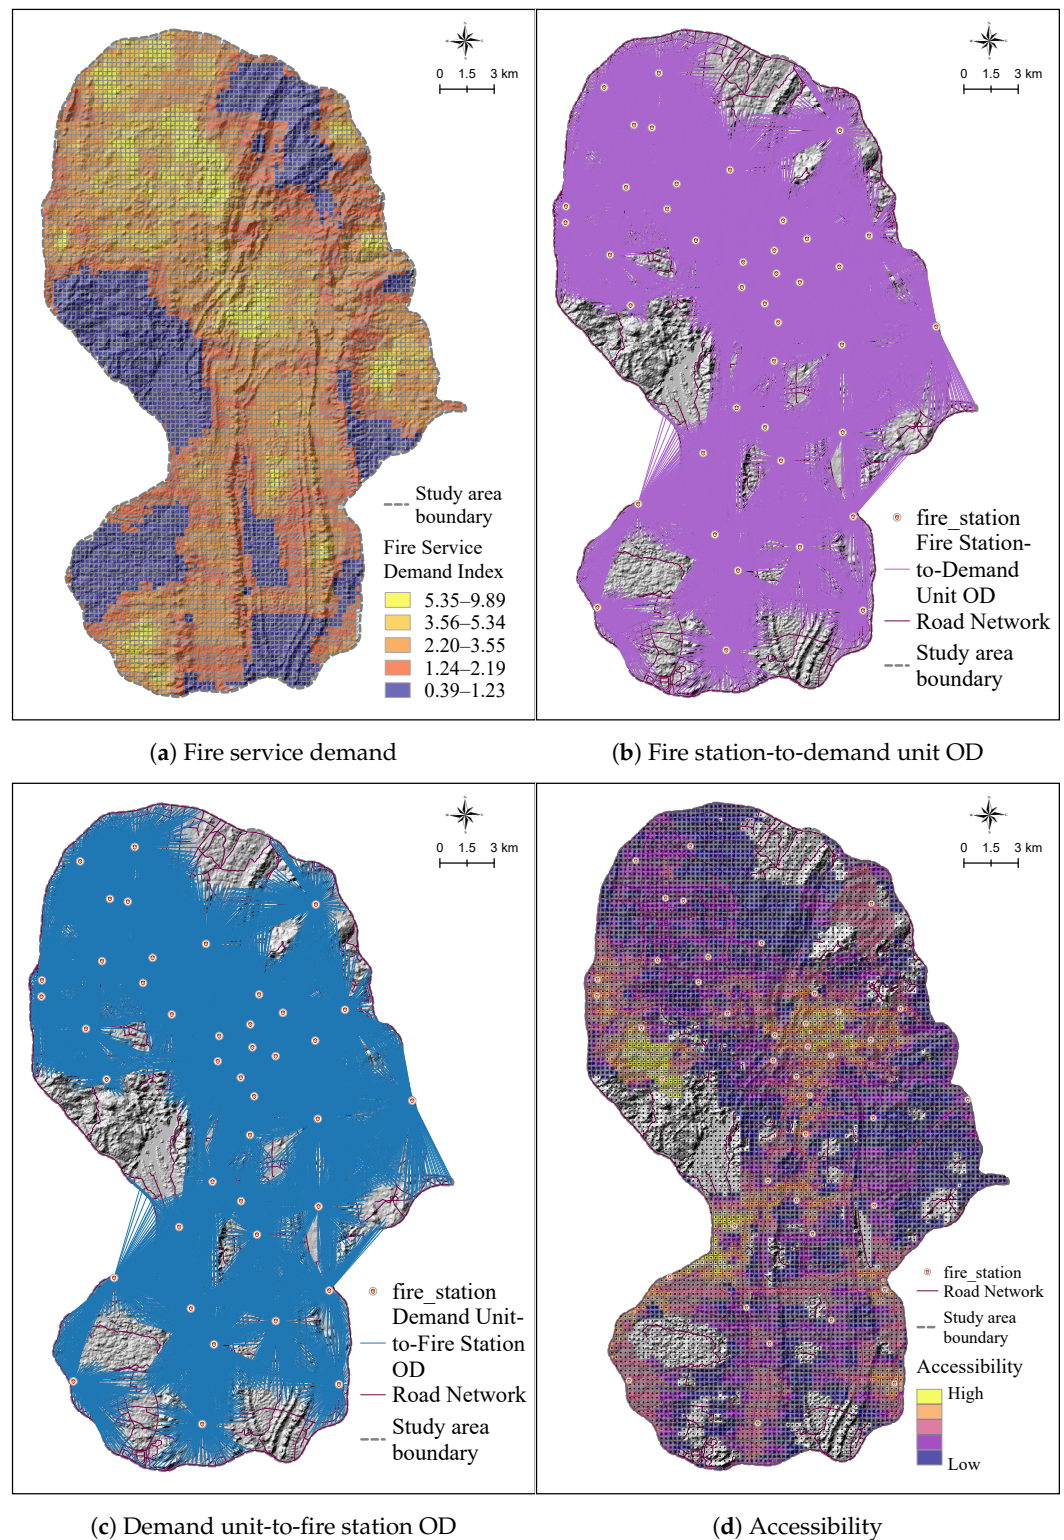 0 1.5 3 km
Study area
boundary
Fire Service
Demand Index
5.35–9.89
3.56–5.34
2.20–3.55
1.24–2.19
0.39–1.23
(a) Fire service demand
0 1.5 3 km
fire_station
Fire Station-
to-Demand
Unit OD
Road Network
Study area
boundary
(b) Fire station-to-demand unit OD
0 1.5 3 km
fire_station
Demand Unit-
to-Fire Station
OD
Road Network
Study area
boundary
(c) Demand unit-to-fire station OD
0 1.5 3 km
fire_station
Road Network
Study area
boundary
Accessibility
High
Low
(d) Accessibility